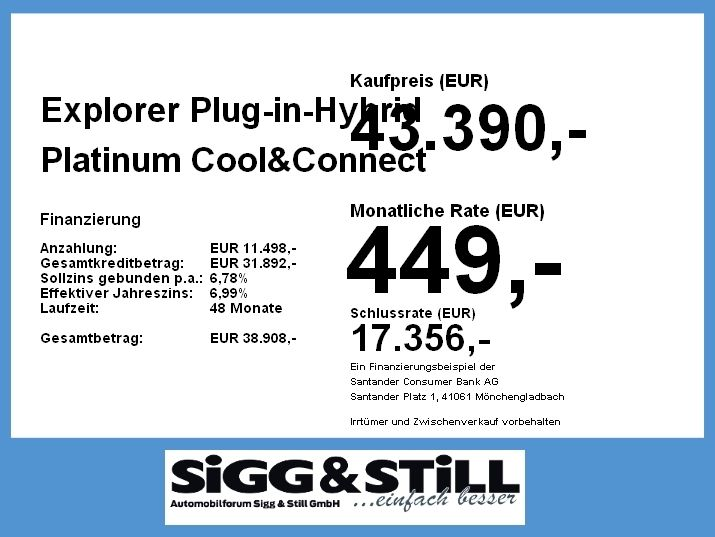 Kaufpreis (EUR)
Explorer Plug-in-Hybrid
43.390,-
Platinum Cool&Connect
Finanzierung
Anzahlung: EUR 11.498,-
Gesamtkreditbetrag: EUR 31.892,-
Sollzins gebunden p.a.: 6,78%
Effektiver Jahreszins: 6,99%
Laufzeit: 48 Monate
Gesamtbetrag: EUR 38.908,-
Monatliche Rate (EUR)
449,-
Schlussrate (EUR)
17.356,-
Ein Finanzierungsbeispiel der
Santander Consumer Bank AG
Santander Platz 1, 41061 Mönchengladbach
Irrtümer und Zwischenverkauf vorbehalten
SiGG & STiLL
Automobilforum Sigg & Still GmbH ...einfach besser